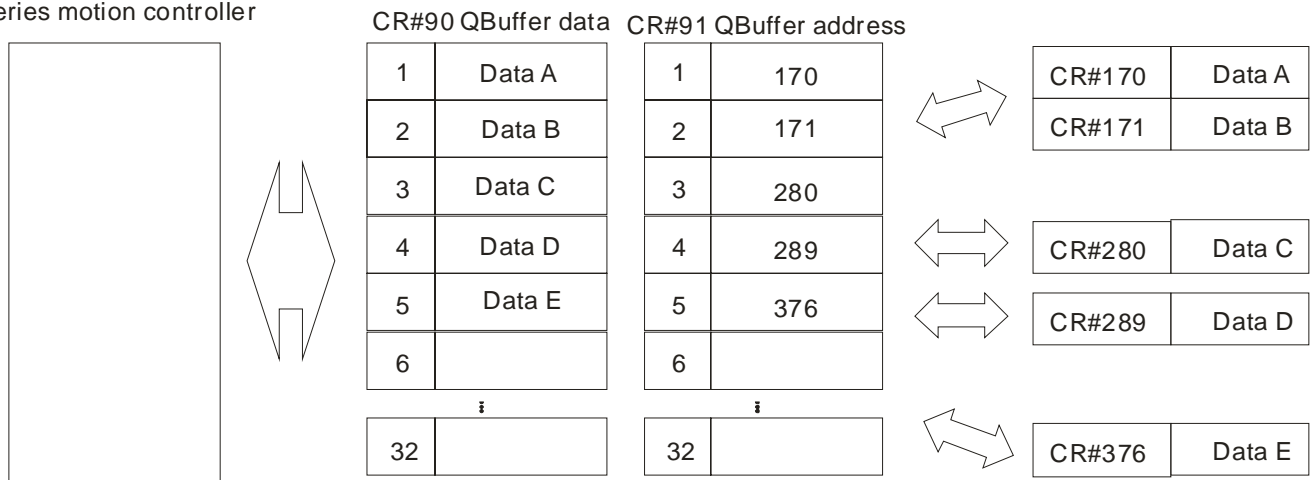 eries motion controller
CR#90 QBuffer data CR#91 QBuffer address
1 Data A 1 170 CR#170 Data A
2 Data B 2 171 CR#171 Data B
3 Data C 3 280
4 Data D 4 289 CR#280 Data C
5 Data E 5 376 CR#289 Data D
6 6
32 32 CR#376 Data E